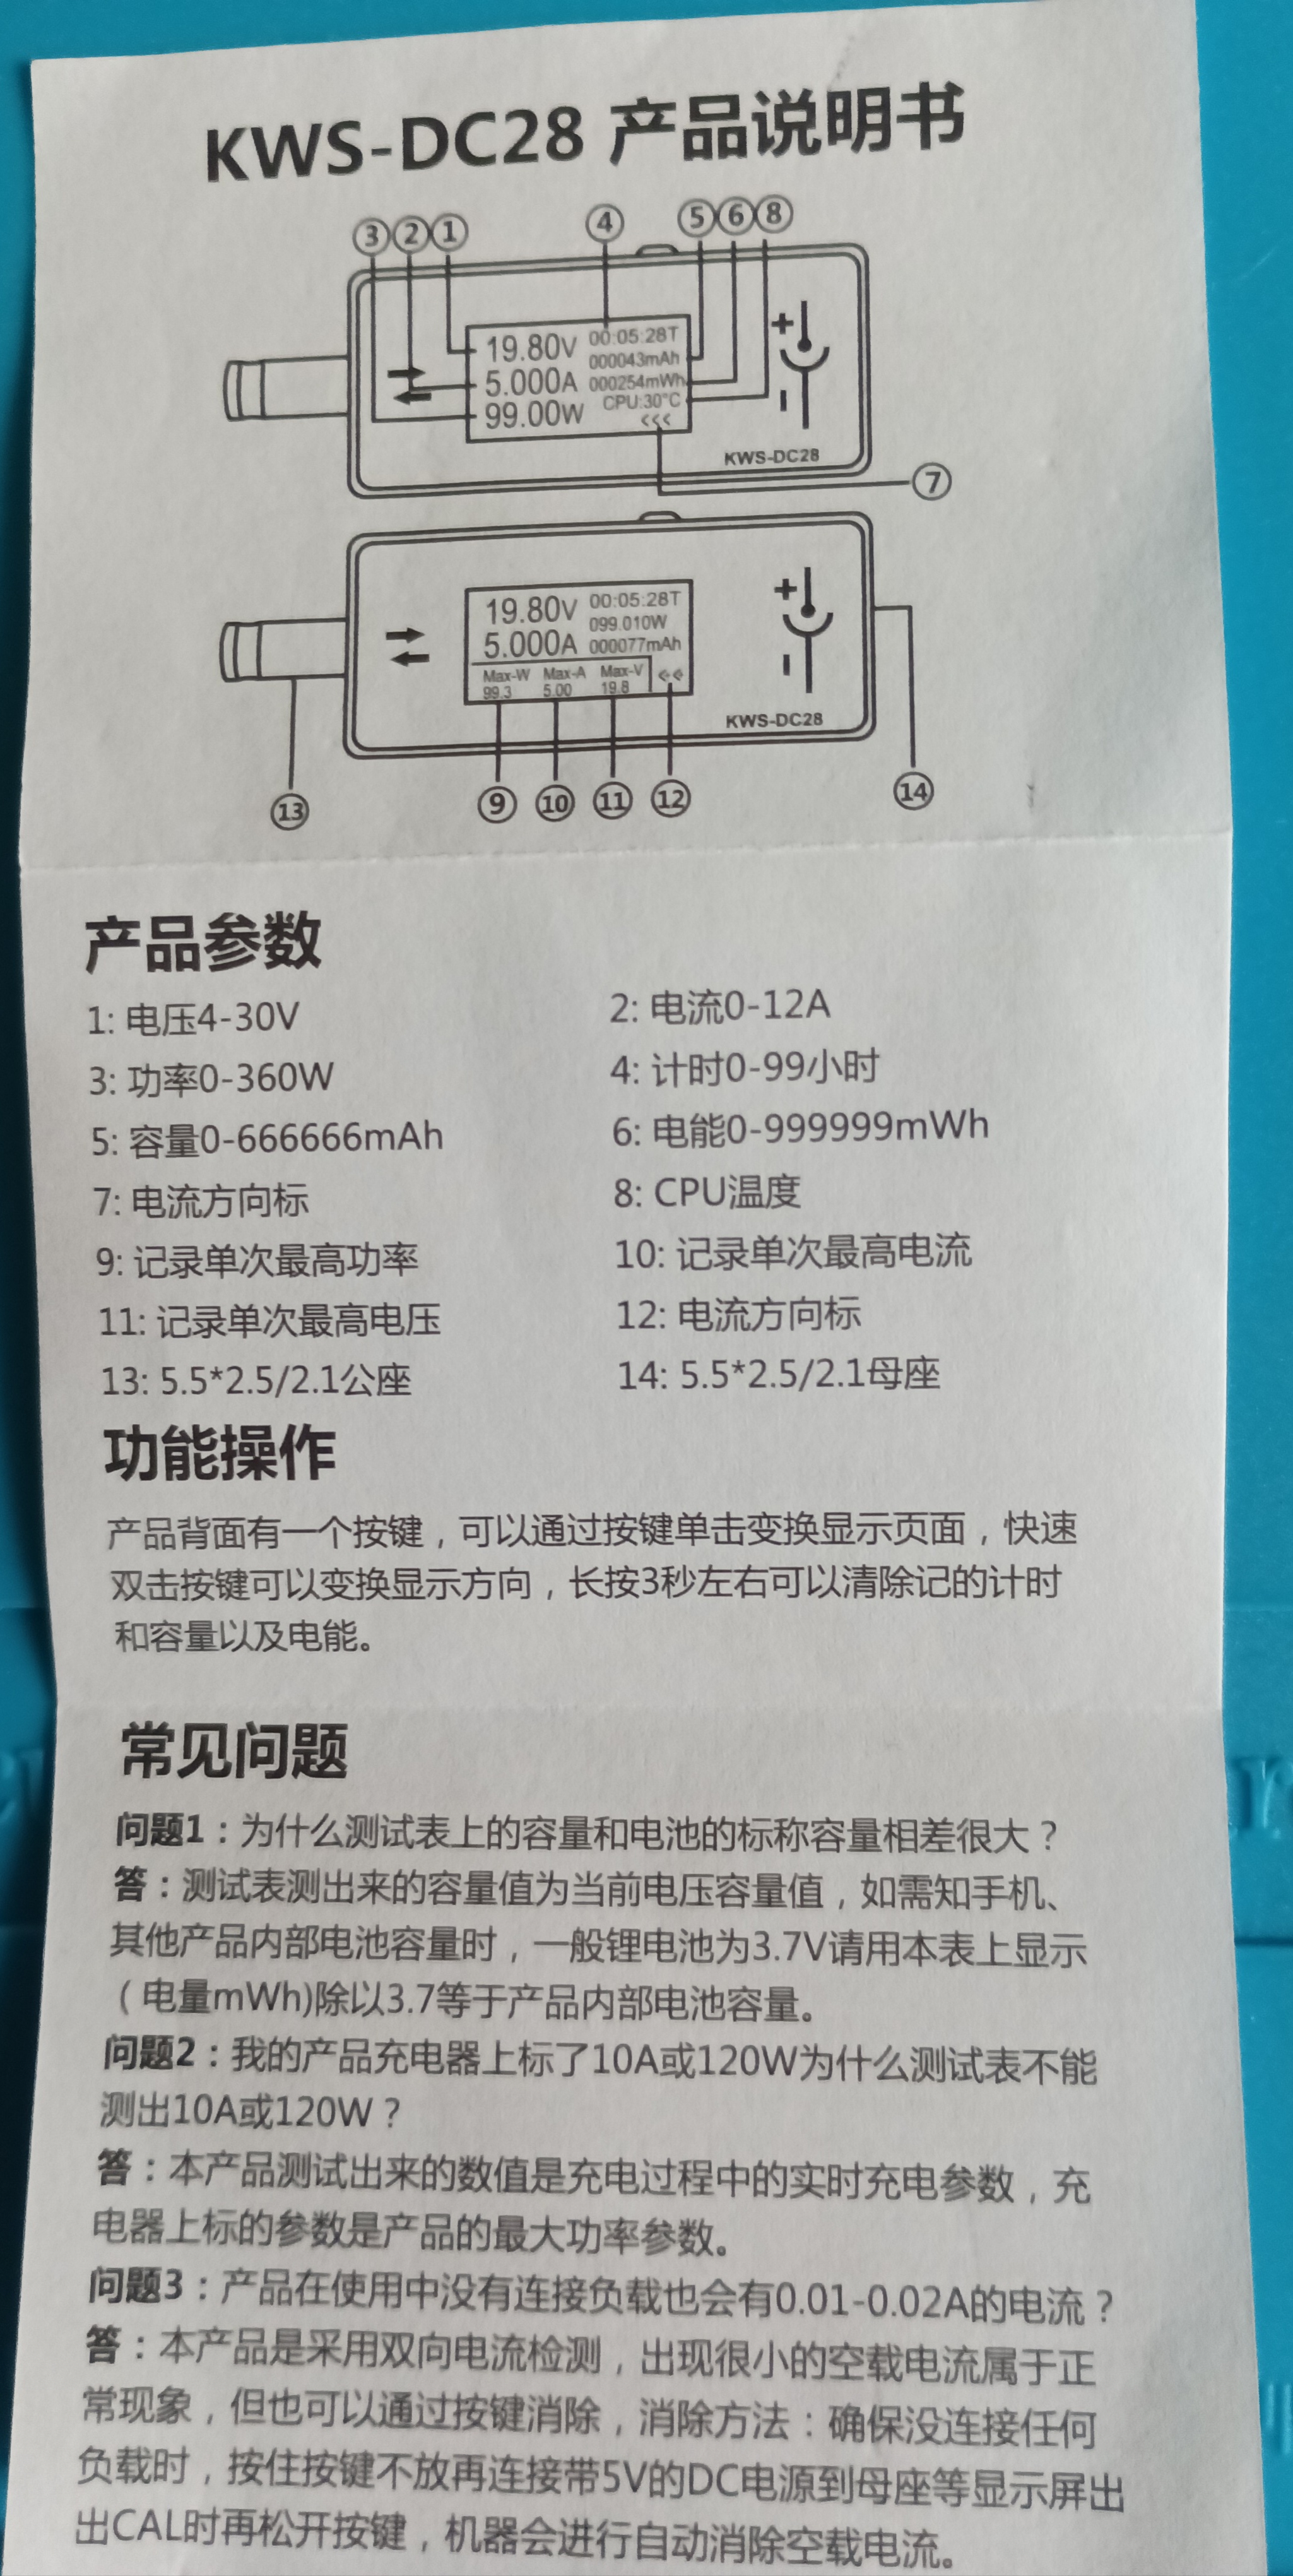 KWS-DC28 产品说明书
③ ② ① ④ ⑤ ⑥ ⑧
19.80V 00:05:28T
000043mAh
5.000A 000254mWh
CPU:30°C
99.00W <<<
+
-
KWS-DC28
⑦
19.80V 00:05:28T
099.010W
5.000A 000077mAh
Max-W Max-A Max-V <<
99.3 5.00 19.8
+
-
KWS-DC28
⑬ ⑨ ⑩ ⑪ ⑫ ⑭
产品参数
1: 电压4-30V 2: 电流0-12A
3: 功率0-360W 4: 计时0-99小时
5: 容量0-666666mAh 6: 电能0-999999mWh
7: 电流方向标 8: CPU温度
9: 记录单次最高功率 10: 记录单次最高电流
11: 记录单次最高电压 12: 电流方向标
13: 5.5*2.5/2.1公座 14: 5.5*2.5/2.1母座
功能操作
产品背面有一个按键，可以通过按键单击变换显示页面，快速
双击按键可以变换显示方向，长按3秒左右可以清除记的计时
和容量以及电能。
常见问题
问题1：为什么测试表上的容量和电池的标称容量相差很大？
答：测试表测出来的容量值为当前电压容量值，如需知手机、
其他产品内部电池容量时，一般锂电池为3.7V请用本表上显示
（电量mWh)除以3.7等于产品内部电池容量。
问题2：我的产品充电器上标了10A或120W为什么测试表不能
测出10A或120W？
答：本产品测试出来的数值是充电过程中的实时充电参数，充
电器上标的参数是产品的最大功率参数。
问题3：产品在使用中没有连接负载也会有0.01-0.02A的电流？
答：本产品是采用双向电流检测，出现很小的空载电流属于正
常现象，但也可以通过按键消除，消除方法：确保没连接任何
负载时，按住按键不放再连接带5V的DC电源到母座等显示屏出
出CAL时再松开按键，机器会进行自动消除空载电流。